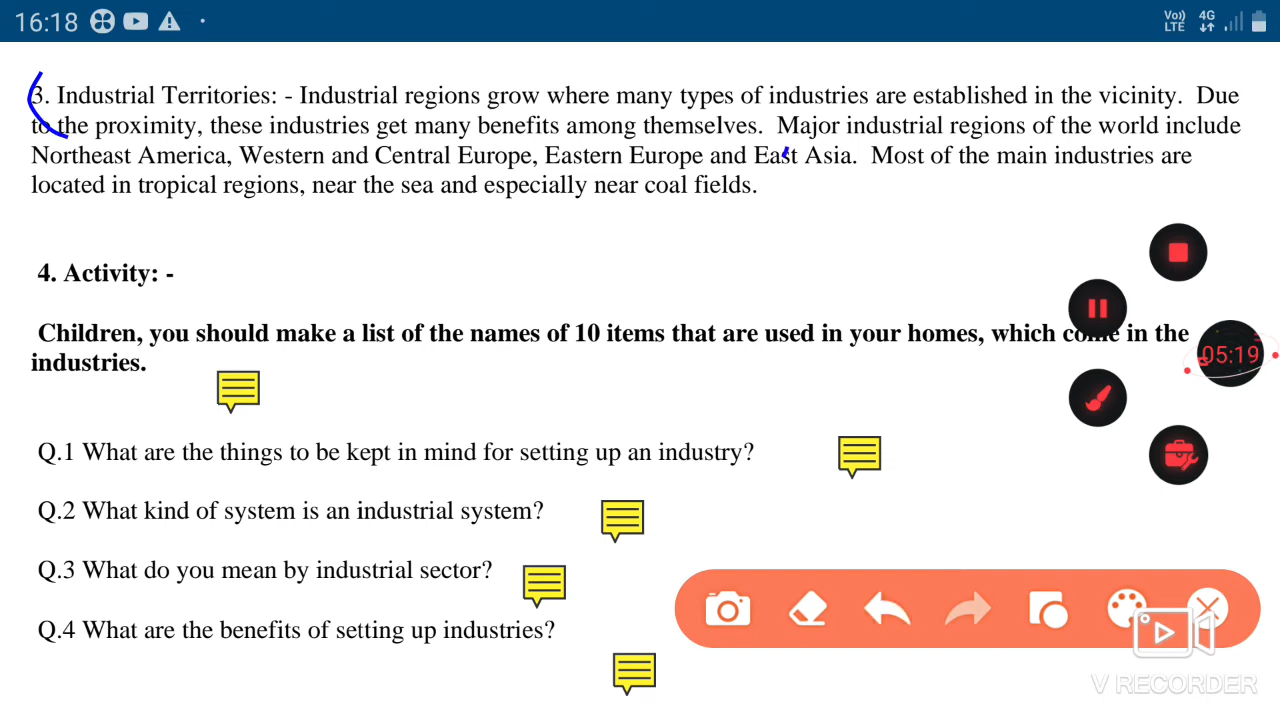 16:18
Vo) 4G
LTE
3. Industrial Territories: - Industrial regions grow where many types of industries are established in the vicinity.  Due
to the proximity, these industries get many benefits among themselves.  Major industrial regions of the world include
Northeast America, Western and Central Europe, Eastern Europe and East Asia.  Most of the main industries are
located in tropical regions, near the sea and especially near coal fields.
4. Activity: -
Children, you should make a list of the names of 10 items that are used in your homes, which come in the
industries.
05:19
Q.1 What are the things to be kept in mind for setting up an industry?
Q.2 What kind of system is an industrial system?
Q.3 What do you mean by industrial sector?
Q.4 What are the benefits of setting up industries?
V RECORDER